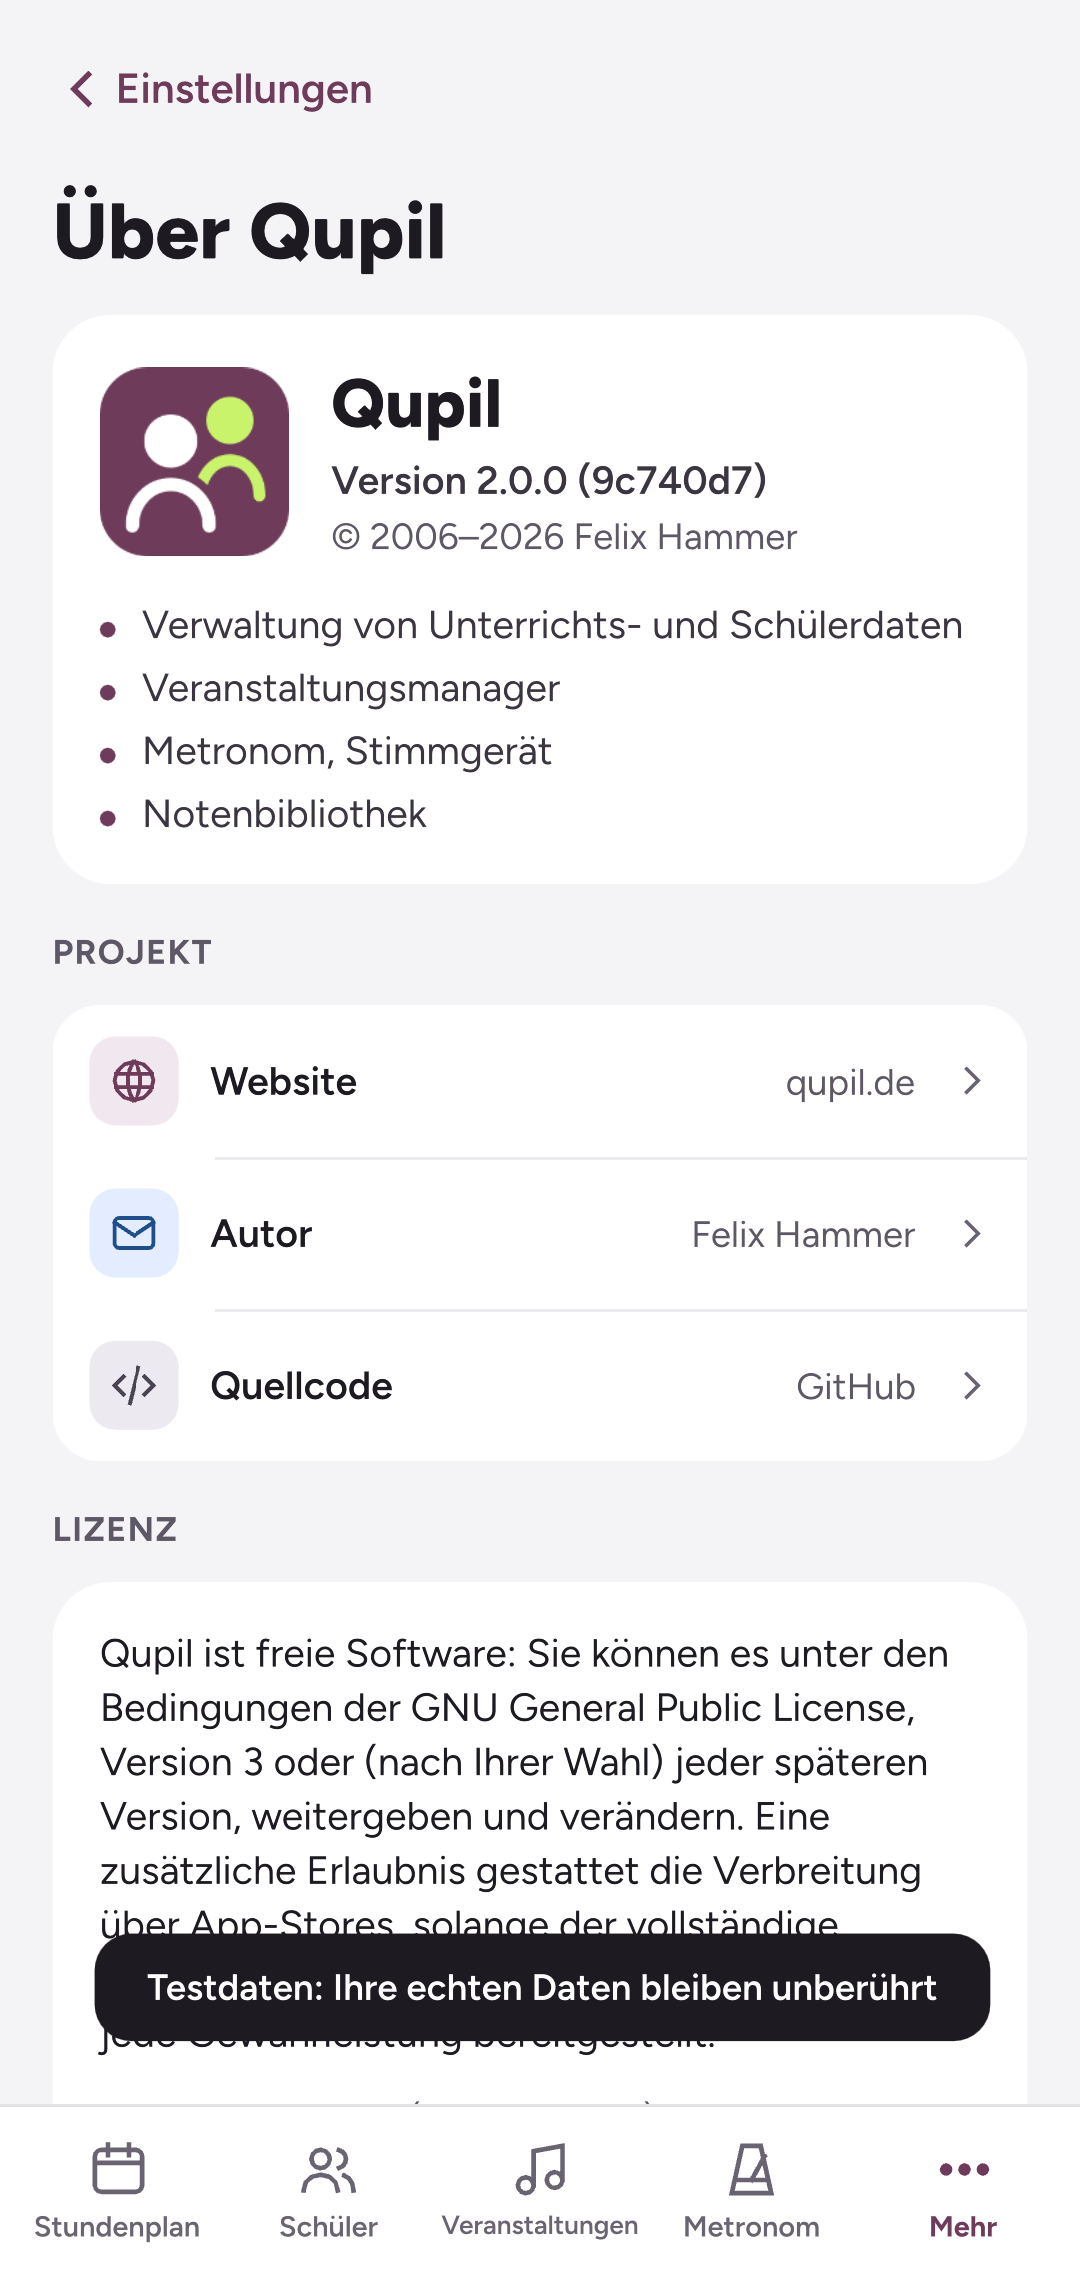 Einstellungen
Über Qupil
Qupil
Version 2.0.0 (9c740d7)
© 2006–2026 Felix Hammer
Verwaltung von Unterrichts- und Schülerdaten
Veranstaltungsmanager
Metronom, Stimmgerät
Notenbibliothek
PROJEKT
Website
qupil.de
Autor
Felix Hammer
Quellcode
GitHub
LIZENZ
Qupil ist freie Software: Sie können es unter den
Bedingungen der GNU General Public License,
Version 3 oder (nach Ihrer Wahl) jeder späteren
Version, weitergeben und verändern. Eine
zusätzliche Erlaubnis gestattet die Verbreitung
über App-Stores, solange der vollständige
Testdaten: Ihre echten Daten bleiben unberührt
jede Gewährleistung bereitgestellt.
Stundenplan
Schüler
Veranstaltungen
Metronom
Mehr